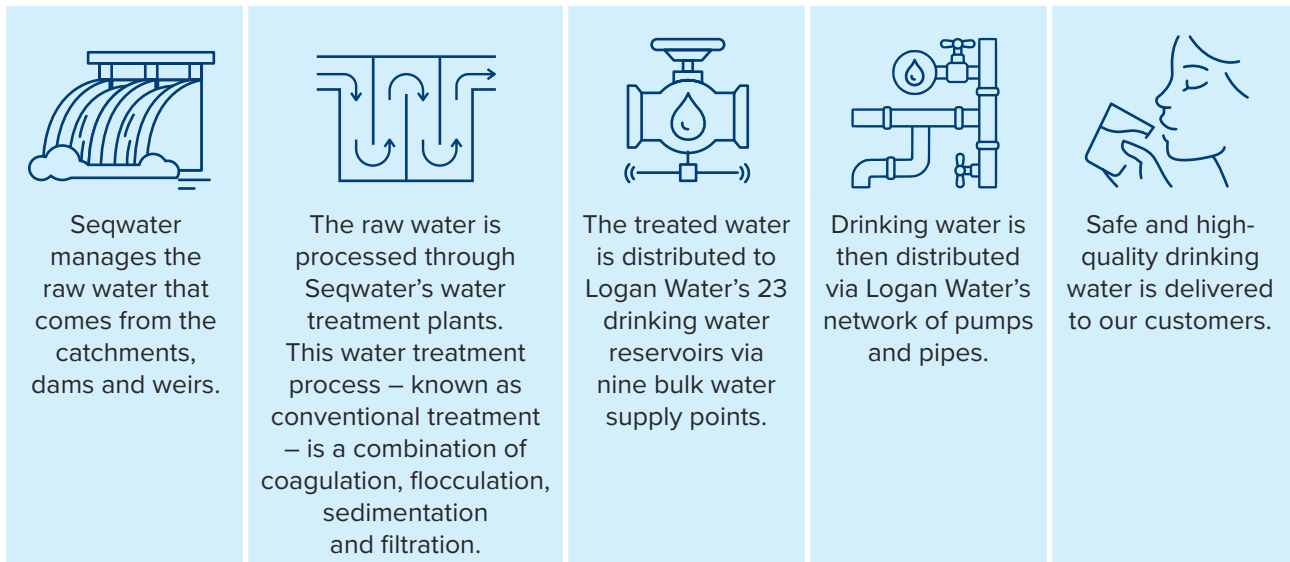 Seqwater
manages the
raw water that
comes from the
catchments,
dams and weirs.
The raw water is
processed through
Seqwater’s water
treatment plants.
This water treatment
process – known as
conventional treatment
– is a combination of
coagulation, flocculation,
sedimentation
and filtration.
The treated water
is distributed to
Logan Water’s 23
drinking water
reservoirs via
nine bulk water
supply points.
Drinking water is
then distributed
via Logan Water’s
network of pumps
and pipes.
Safe and high-
quality drinking
water is delivered
to our customers.